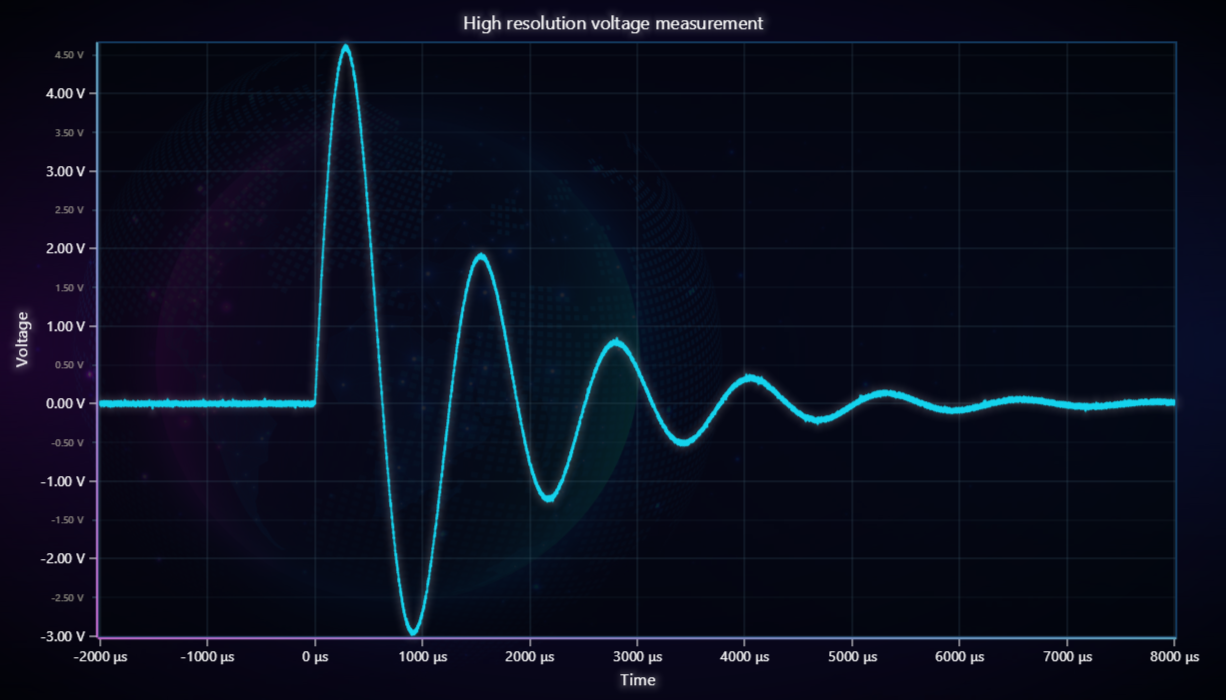 High resolution voltage measurement
4.50 V
4.00 V
3.50 V
3.00 V
2.50 V
2.00 V
1.50 V
1.00 V
0.50 V
0.00 V
-0.50 V
-1.00 V
-1.50 V
-2.00 V
-2.50 V
-3.00 V
Voltage
-2000 µs -1000 µs 0 µs 1000 µs 2000 µs 3000 µs 4000 µs 5000 µs 6000 µs 7000 µs 8000 µs
Time